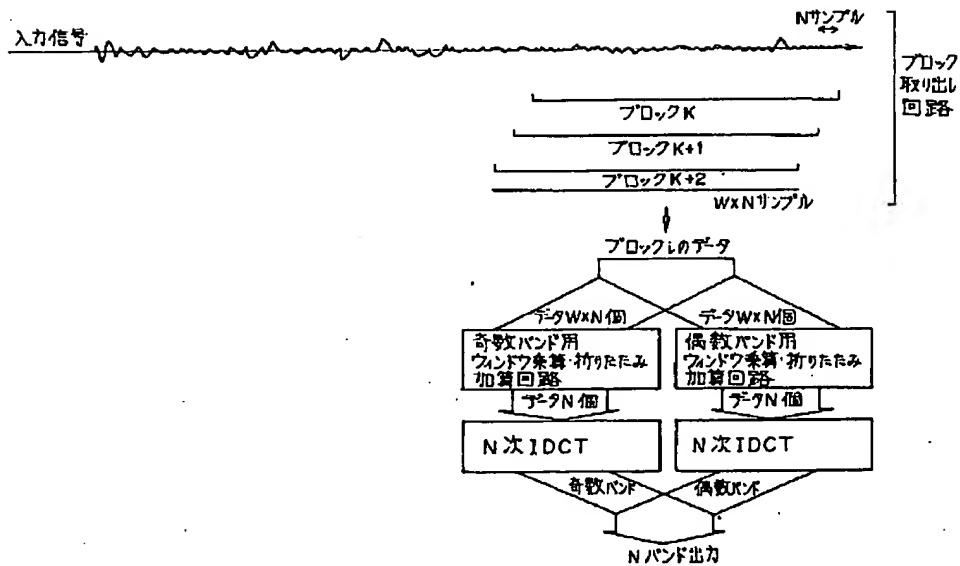 Nサンプル
入力信号
ブロック
取り出し
回路
ブロックK
ブロックK+1
ブロックK+2
W×Nサンプル
ブロックiのデータ
データW×N個
データW×N個
奇数バンド用
ウィンドウ乗算・折りたたみ
加算回路
偶数バンド用
ウィンドウ乗算・折りたたみ
加算回路
データN個
データN個
N次IDCT
N次IDCT
奇数バンド
偶数バンド
Nバンド出力